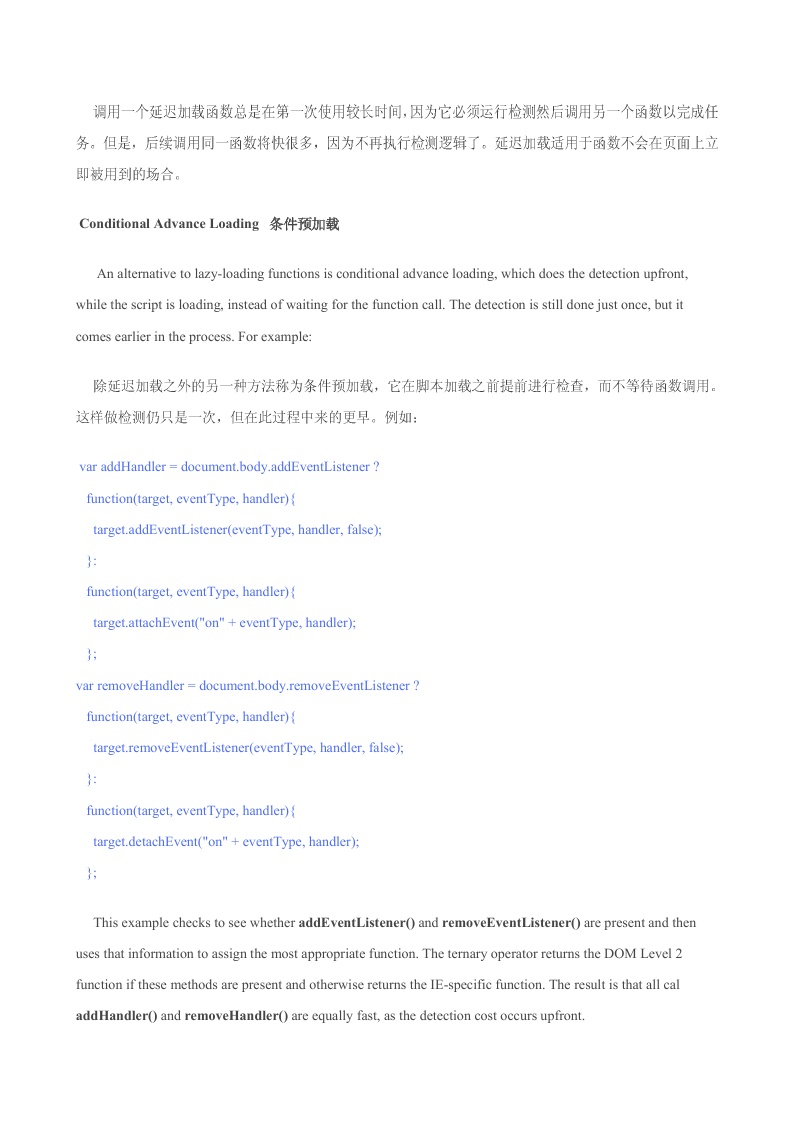 调用一个延迟加载函数总是在第一次使用较长时间，因为它必须运行检测然后调用另一个函数以完成任
务。但是，后续调用同一函数将快很多，因为不再执行检测逻辑了。延迟加载适用于函数不会在页面上立
即被用到的场合。
Conditional Advance Loading 条件预加载
An alternative to lazy-loading functions is conditional advance loading, which does the detection upfront,
while the script is loading, instead of waiting for the function call. The detection is still done just once, but it
comes earlier in the process. For example:
除延迟加载之外的另一种方法称为条件预加载，它在脚本加载之前提前进行检查，而不等待函数调用。
这样做检测仍只是一次，但在此过程中来的更早。例如：
var addHandler = document.body.addEventListener ?
function(target, eventType, handler){
target.addEventListener(eventType, handler, false);
}:
function(target, eventType, handler){
target.attachEvent("on" + eventType, handler);
};
var removeHandler = document.body.removeEventListener ?
function(target, eventType, handler){
target.removeEventListener(eventType, handler, false);
}:
function(target, eventType, handler){
target.detachEvent("on" + eventType, handler);
};
This example checks to see whether addEventListener() and removeEventListener() are present and then
uses that information to assign the most appropriate function. The ternary operator returns the DOM Level 2
function if these methods are present and otherwise returns the IE-specific function. The result is that all cal
addHandler() and removeHandler() are equally fast, as the detection cost occurs upfront.